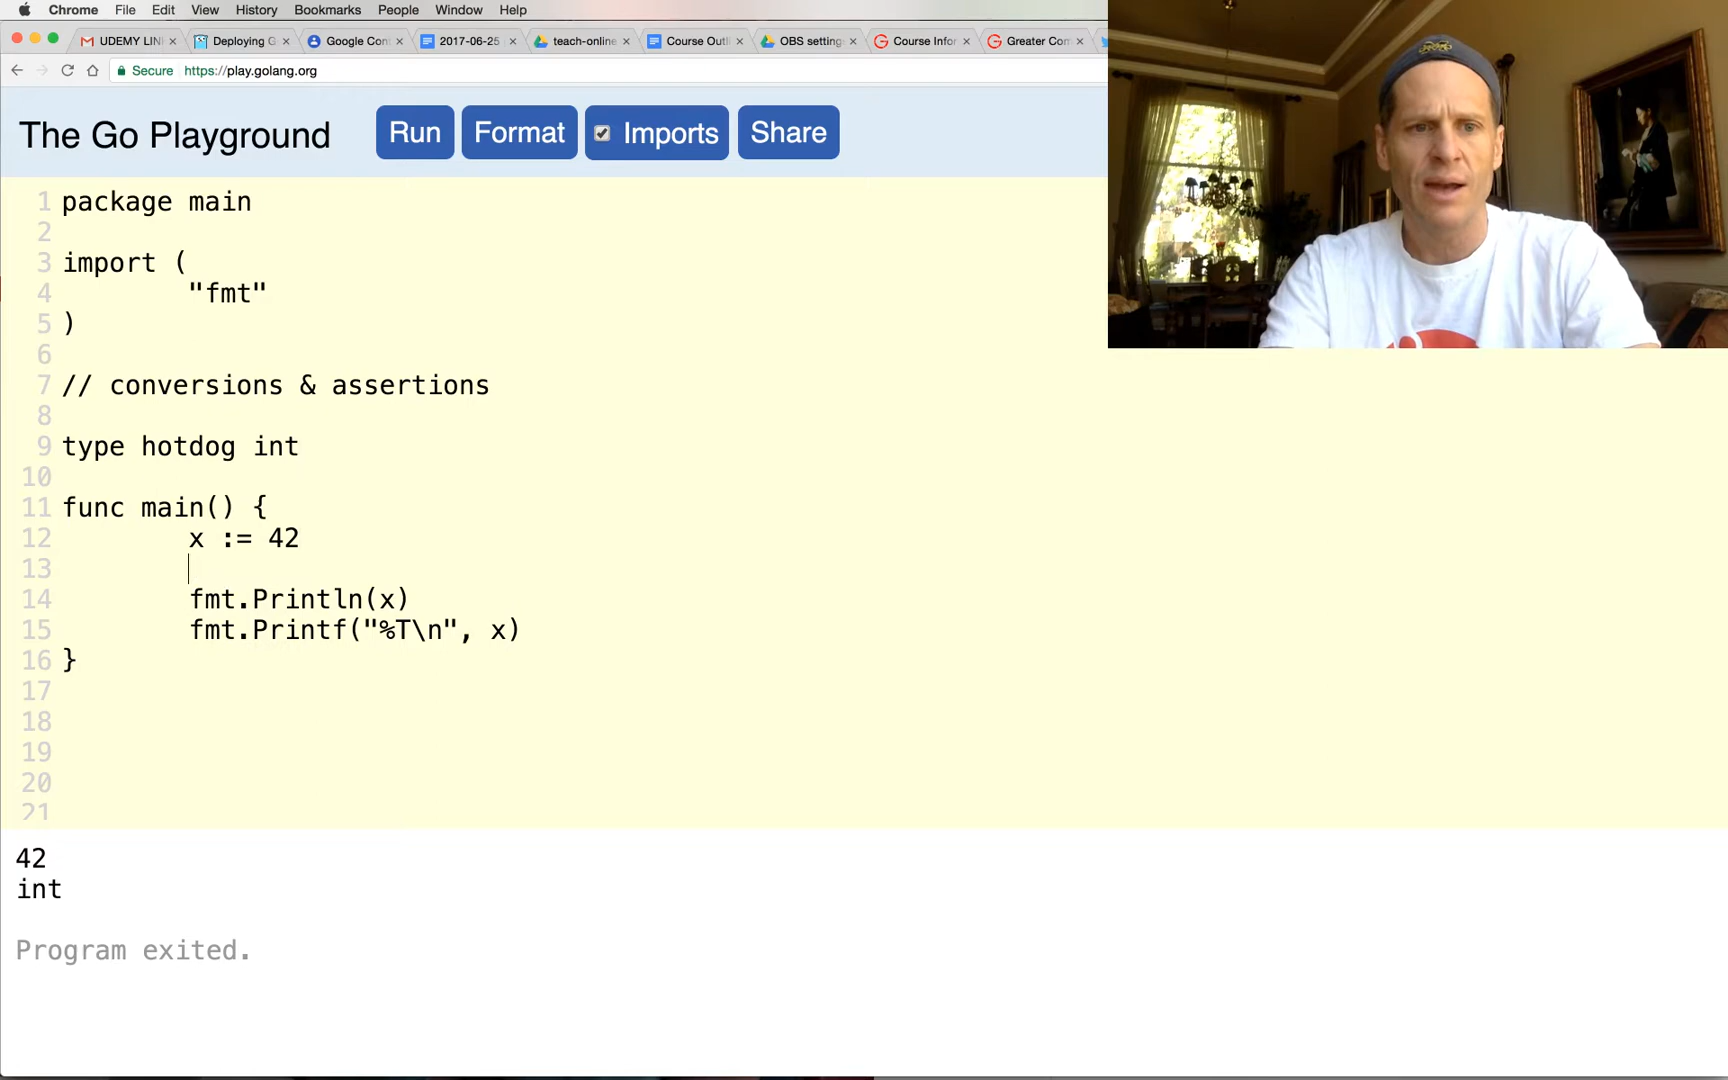 Chrome File Edit View History Bookmarks People Window Help
UDEMY LIN Deploying G Google Con 2017-06-25 teach-online Course Outl OBS setting Course Infor Greater Com
Secure https://play.golang.org
The Go Playground Run Format Imports Share
1 package main
2
3 import (
4 "fmt"
5 )
6
7 // conversions & assertions
8
9 type hotdog int
10
11 func main() {
12 x := 42
13
14 fmt.Println(x)
15 fmt.Printf("%T\n", x)
16 }
17
18
19
20
21
42
int
Program exited.